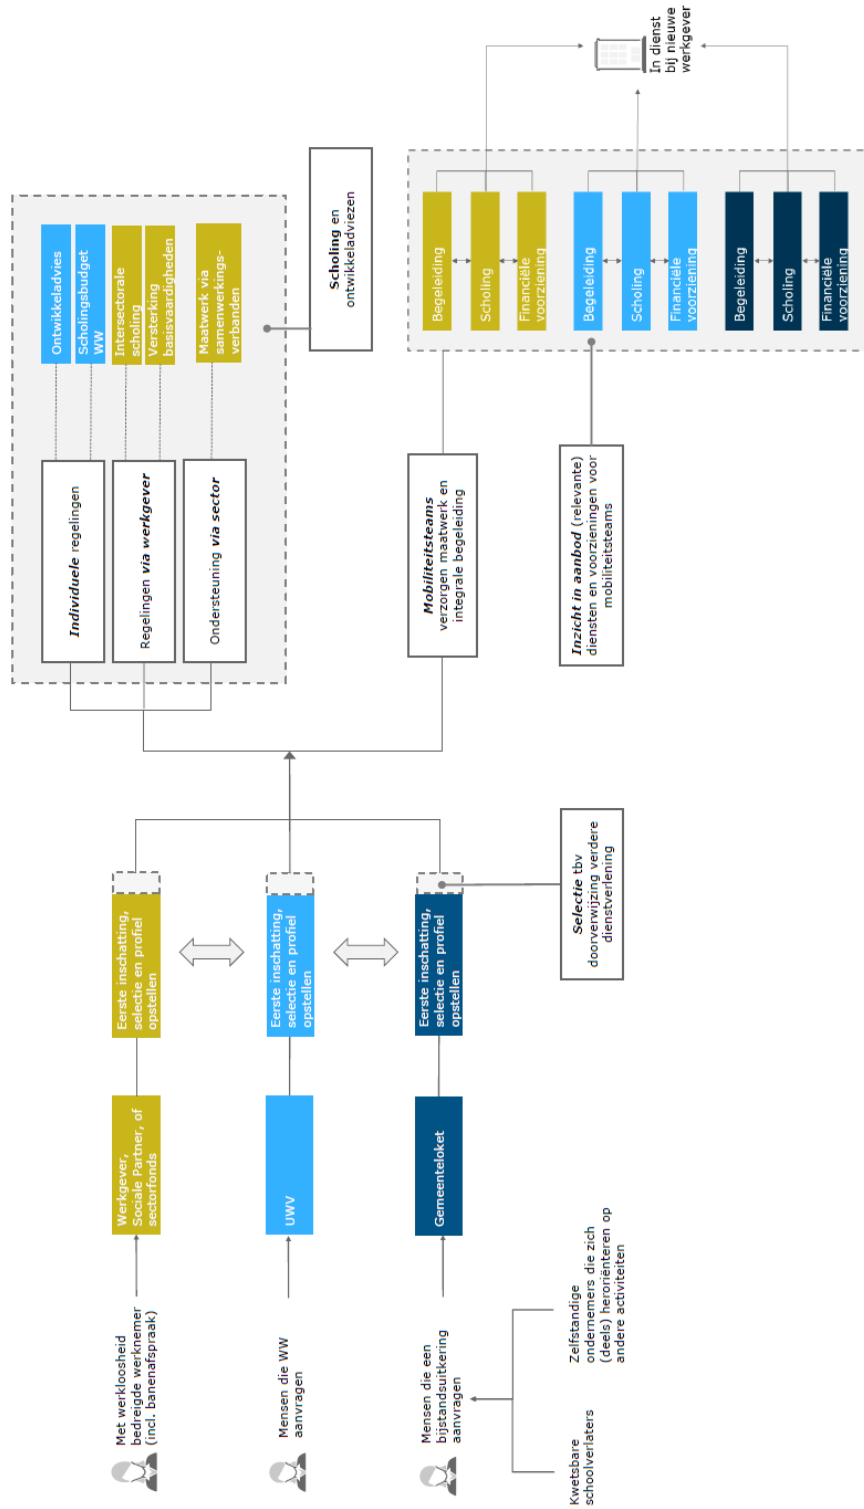 Met werkloosheid
bedreigde werknemer
(incl. banenafspraak)
Mensen die WW
aanvragen
Mensen die een
bijstandsuitkering
aanvragen
Kwetsbare
schoolverlaters
Zelfstandige
ondernemers die zich
(deels) heroriënteren op
andere activiteiten
Werkgever,
Sociale Partner, of
sectorfonds
UWV
Gemeenteloket
Eerste inschatting,
selectie en profiel
opstellen
Eerste inschatting,
selectie en profiel
opstellen
Eerste inschatting,
selectie en profiel
opstellen
Selectie tbv
doorverwijzing verdere
dienstverlening
Individuele regelingen
Regelingen via werkgever
Ondersteuning via sector
Ontwikkeladvies
Scholingsbudget
WW
Intersectorale
scholing
Versterking
basisvaardigheden
Maatwerk via
samenwerkings-
verbanden
Scholing en
ontwikkeladviezen
Mobiliteitsteams
verzorgen maatwerk en
integrale begeleiding
Inzicht in aanbod (relevante)
diensten en voorzieningen voor
mobiliteitsteams
Begeleiding
Scholing
Financiële
voorziening
Begeleiding
Scholing
Financiële
voorziening
Begeleiding
Scholing
Financiële
voorziening
In dienst
bij nieuwe
werkgever